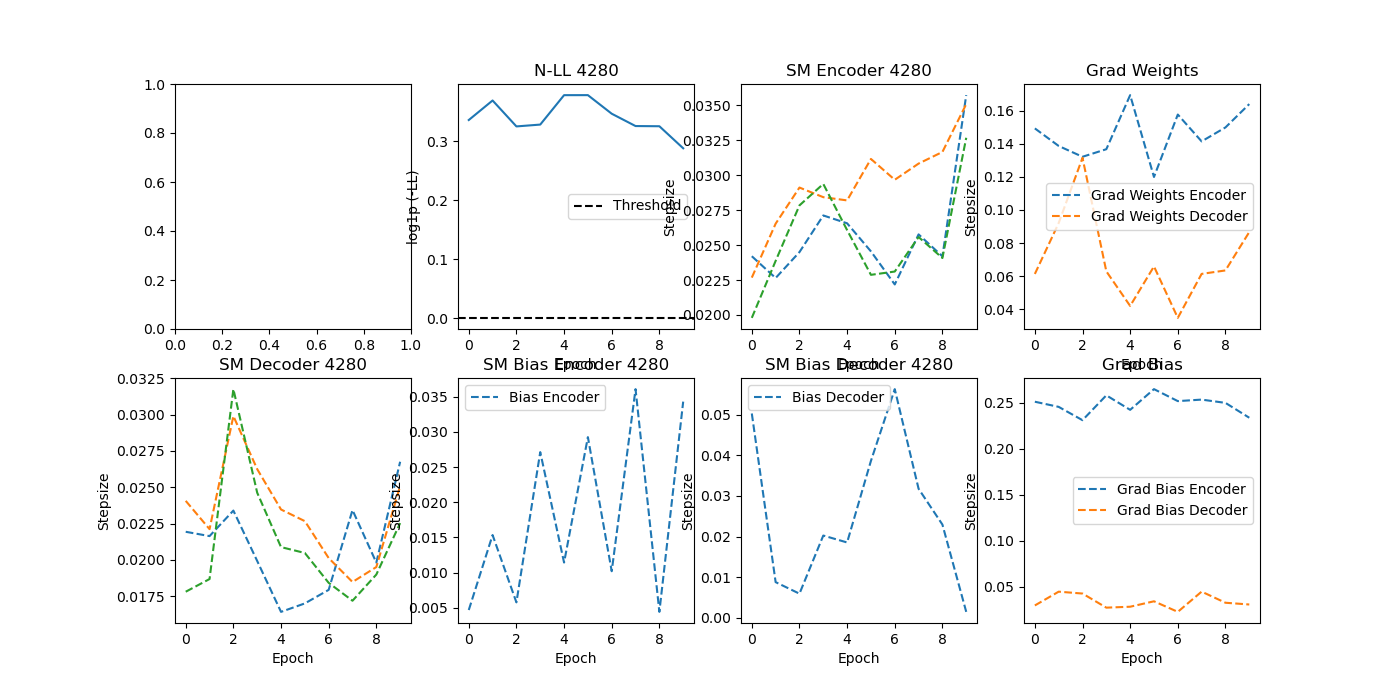 N-LL 4280
SM Encoder 4280
Grad Weights
1.0
0.8
0.6
0.4
0.2
0.0
0.0 0.2 0.4 0.6 0.8 1.0
log1p (-LL)
0.3
0.2
0.1
0.0
Threshold
0 2 4 6 8
Epoch
Stepsize
0.0350
0.0325
0.0300
0.0275
0.0250
0.0225
0.0200
0 2 4 6 8
Epoch
Stepsize
0.16
0.14
0.12
0.10
0.08
0.06
0.04
Grad Weights Encoder
Grad Weights Decoder
0 2 4 6 8
Epoch
SM Decoder 4280
SM Bias Encoder 4280
SM Bias Decoder 4280
Grad Bias
Stepsize
0.0325
0.0300
0.0275
0.0250
0.0225
0.0200
0.0175
0 2 4 6 8
Epoch
Stepsize
0.035
0.030
0.025
0.020
0.015
0.010
0.005
Bias Encoder
0 2 4 6 8
Epoch
Stepsize
0.05
0.04
0.03
0.02
0.01
0.00
Bias Decoder
0 2 4 6 8
Epoch
Stepsize
0.25
0.20
0.15
0.10
0.05
Grad Bias Encoder
Grad Bias Decoder
0 2 4 6 8
Epoch